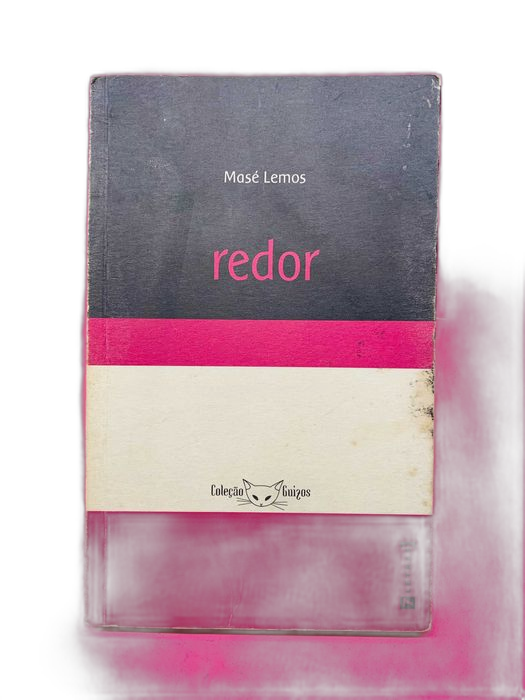 Masé Lemos
redor
Coleção Guizos